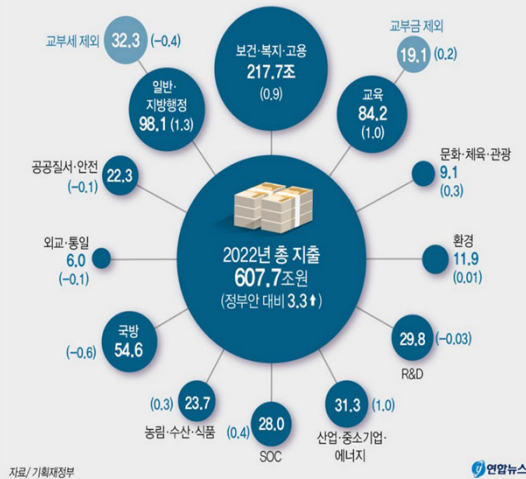 교부세 제외
32.3
(-0.4)
보건·복지·고용
217.7조
(0.9)
교부금 제외
19.1
(0.2)
일반·
지방행정
98.1 (1.3)
교육
84.2
(1.0)
공공질서·안전
22.3
(-0.1)
문화·체육·관광
9.1
(0.3)
외교·통일
6.0
(-0.1)
2022년 총 지출
607.7조원
(정부안 대비 3.3⬆)
환경
11.9
(0.01)
국방
54.6
(-0.6)
29.8
(-0.03)
R&D
23.7
(0.3)
농림·수산·식품
28.0
(0.4)
SOC
31.3
(1.0)
산업·중소기업·
에너지
자료/ 기획재정부
연합뉴스